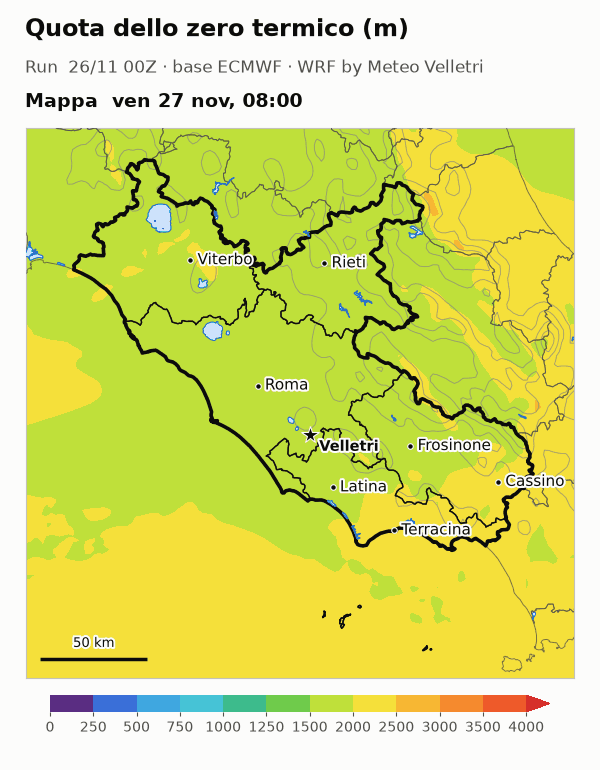 Quota dello zero termico (m)
Run  26/11 00Z · base ECMWF · WRF by Meteo Velletri
Mappa  ven 27 nov, 08:00
Viterbo
Rieti
Roma
Velletri
Frosinone
Cassino
Latina
Terracina
50 km
0 250 500 750 1000 1250 1500 2000 2500 3000 3500 4000